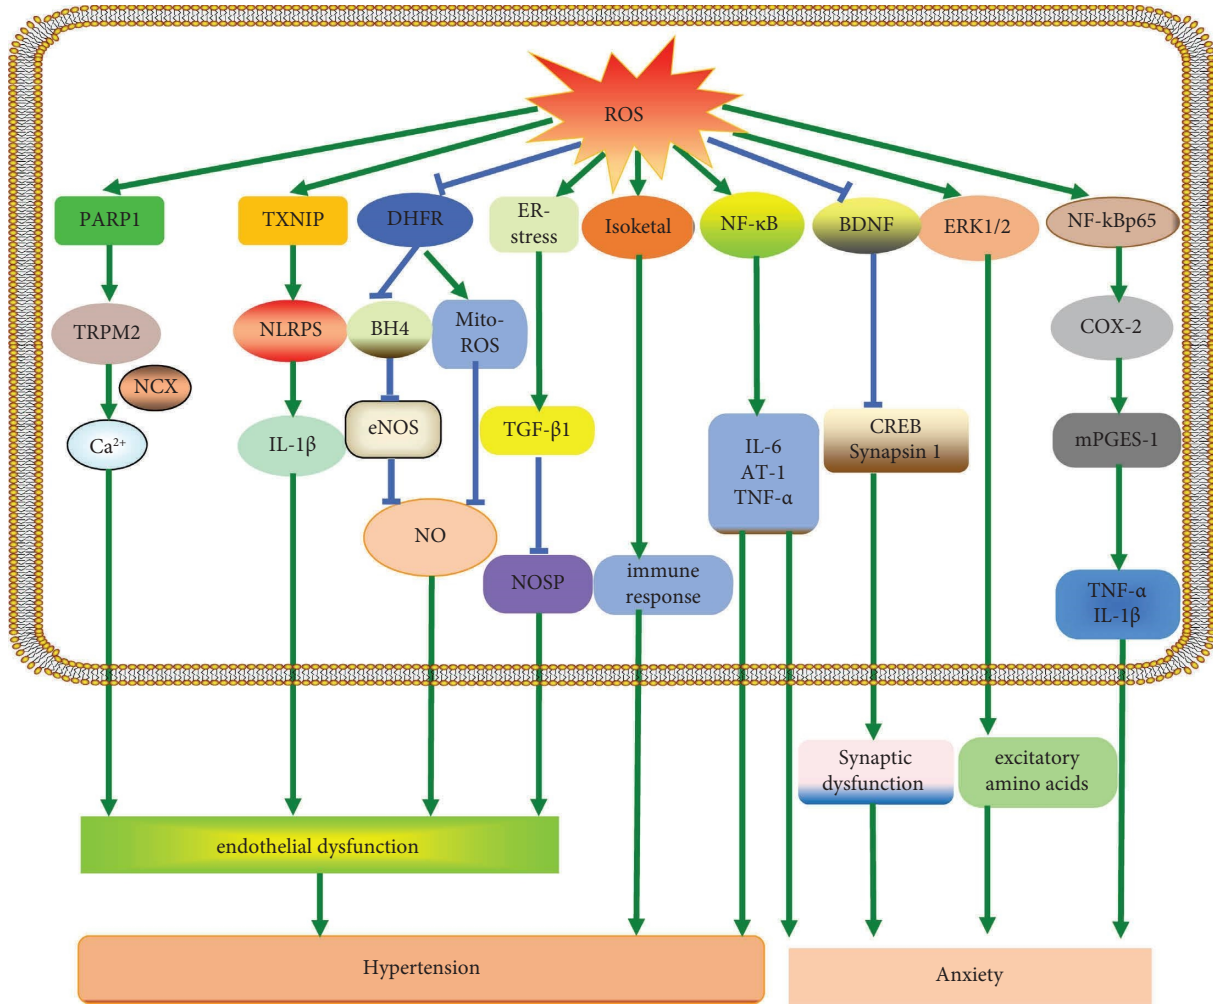 ROS
PARP1
TXNIP
DHFR
ER-
stress
Isoketal
NF-κB
BDNF
ERK1/2
NF-kBp65
TRPM2
NLRPS
BH4
Mito-
ROS
COX-2
NCX
Ca²⁺
IL-1β
eNOS
TGF-β1
IL-6
AT-1
TNF-α
CREB
Synapsin 1
mPGES-1
NO
NOSP
immune
response
TNF-α
IL-1β
Synaptic
dysfunction
excitatory
amino acids
endothelial dysfunction
Hypertension
Anxiety